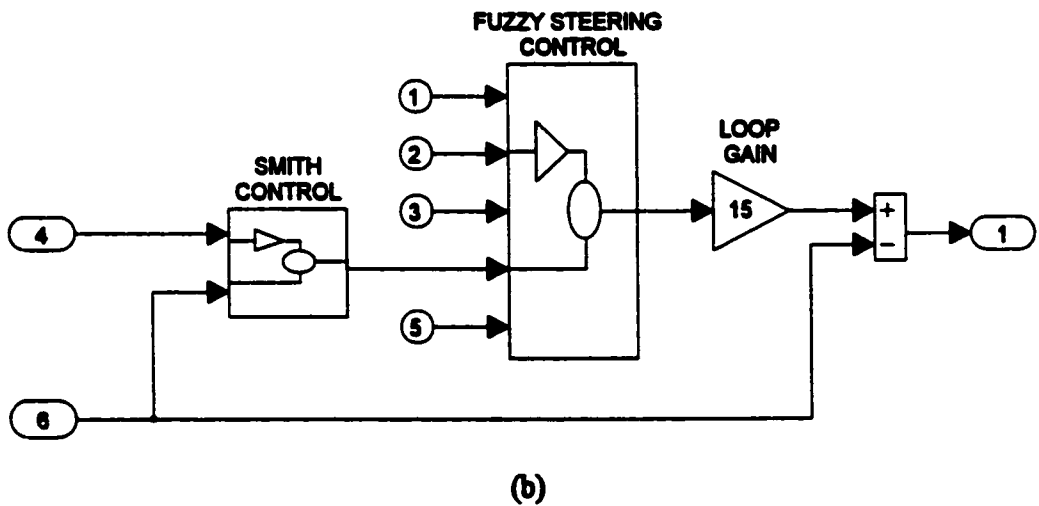 FUZZY STEERING
CONTROL
1
2
LOOP
GAIN
SMITH
CONTROL
3
15
+
4
−
1
5
6
(b)